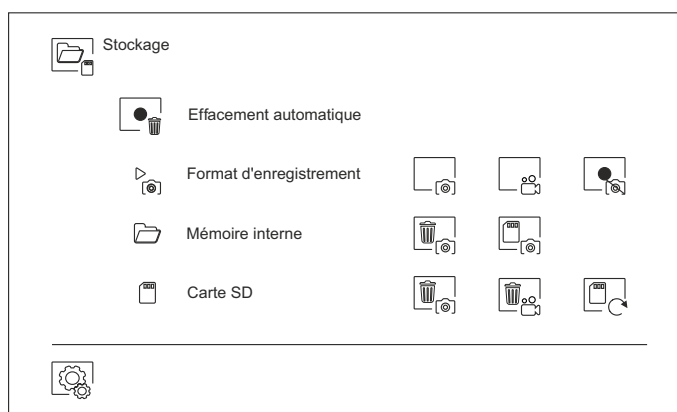 Stockage
Effacement automatique
Format d'enregistrement
Mémoire interne
Carte SD